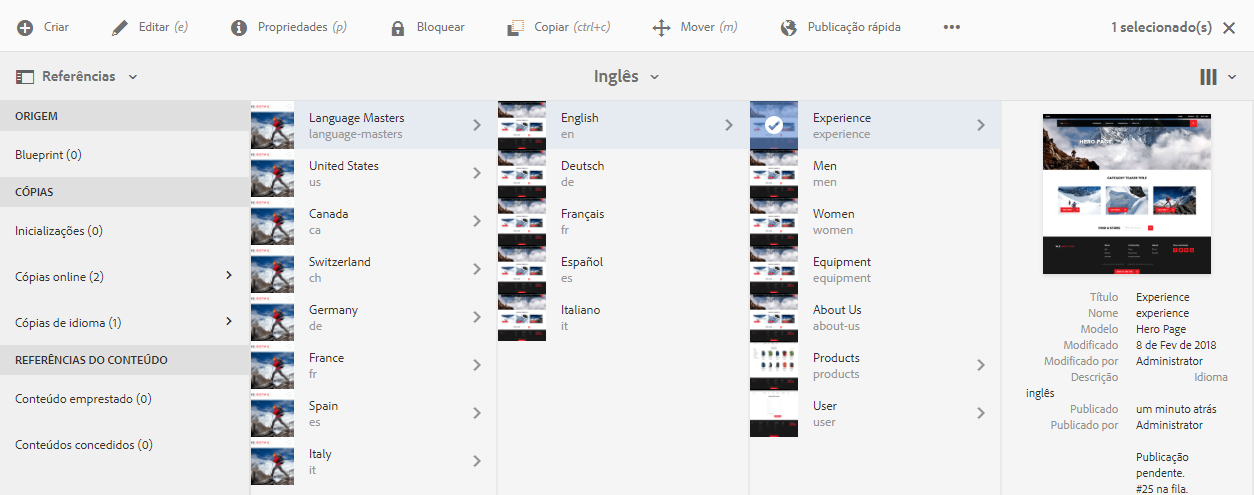 Criar
Editar (e)
Propriedades (p)
Bloquear
Copiar (ctrl+c)
Mover (m)
Publicação rápida
1 selecionado(s)
Referências
Inglês
ORIGEM
Blueprint (0)
CÓPIAS
Inicializações (0)
Cópias online (2)
Cópias de idioma (1)
REFERÊNCIAS DO CONTEÚDO
Conteúdo emprestado (0)
Conteúdos concedidos (0)
Language Masters
language-masters
United States
us
Canada
ca
Switzerland
ch
Germany
de
France
fr
Spain
es
Italy
it
English
en
Deutsch
de
Français
fr
Español
es
Italiano
it
Experience
experience
Men
men
Women
women
Equipment
equipment
About Us
about-us
Products
products
User
user
HERO PAGE
CATEGORY TEASER TITLE
FIND A STORE
Título Experience
Nome experience
Modelo Hero Page
Modificado 8 de Fev de 2018
Modificado por Administrator
Descrição Idioma
inglês
Publicado um minuto atrás
Publicado por Administrator
Publicação
pendente.
#25 na fila.